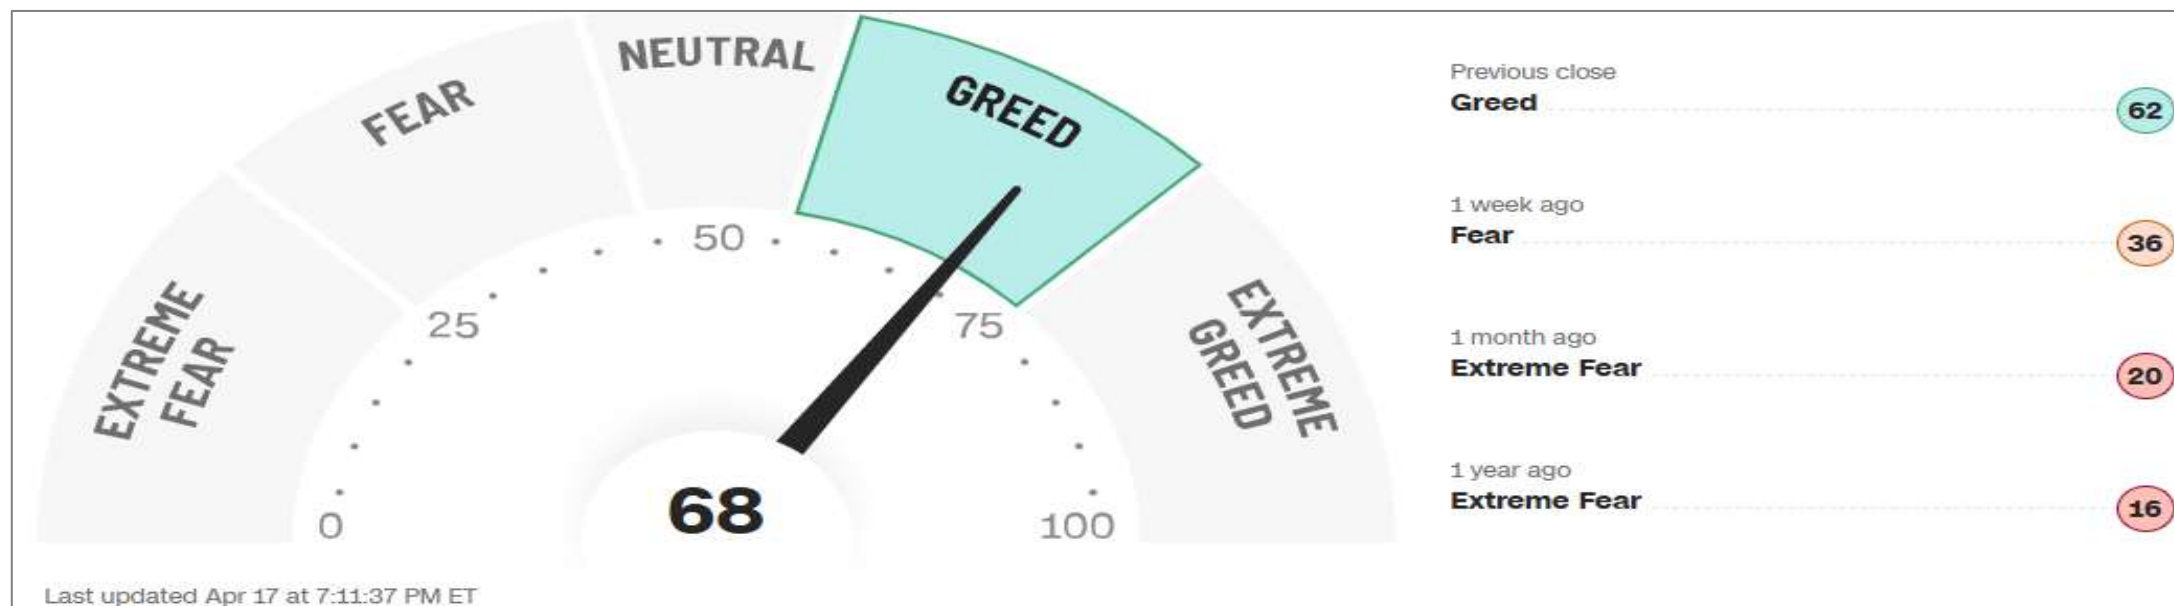 NEUTRAL
FEAR
GREED
EXTREME
FEAR
EXTREME
GREED
0
25
50
75
100
68
Last updated Apr 17 at 7:11:37 PM ET
Previous close
Greed 62
1 week ago
Fear 36
1 month ago
Extreme Fear 20
1 year ago
Extreme Fear 16